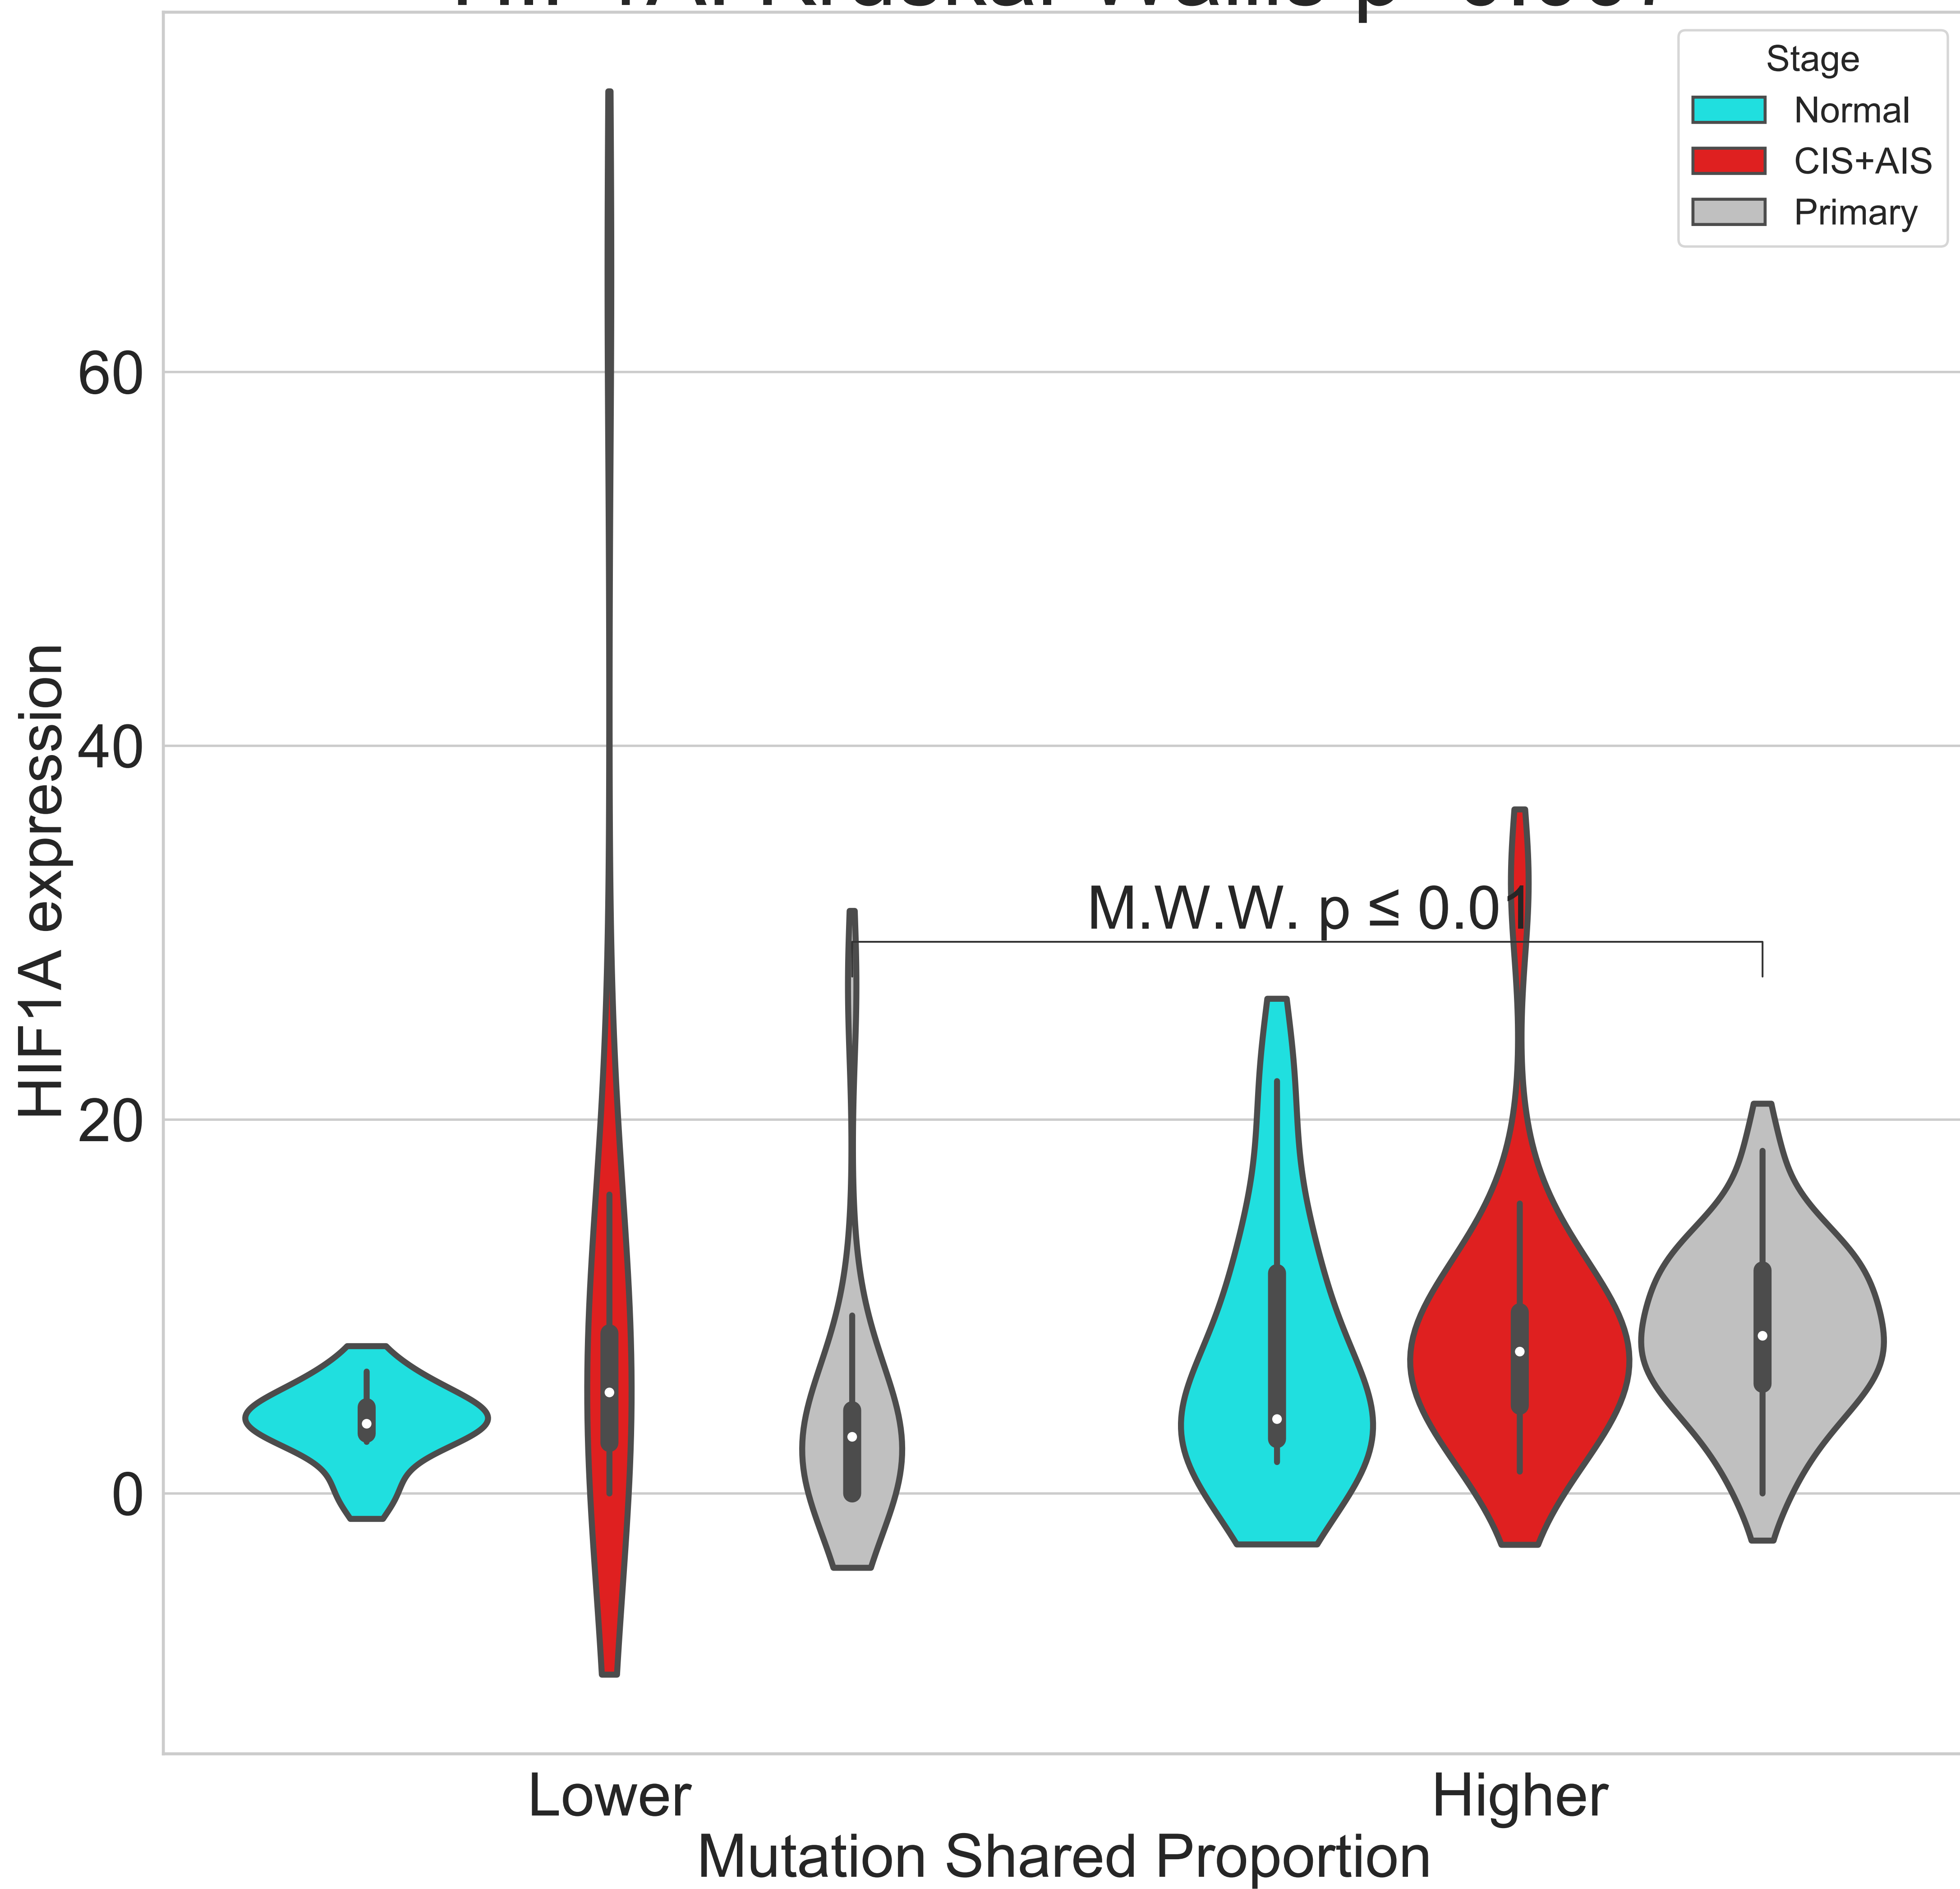 Stage
Normal
CIS+AIS
Primary
60
40
20
0
HIF1A expression
M.W.W. p ≤ 0.01
Lower
Higher
Mutation Shared Proportion